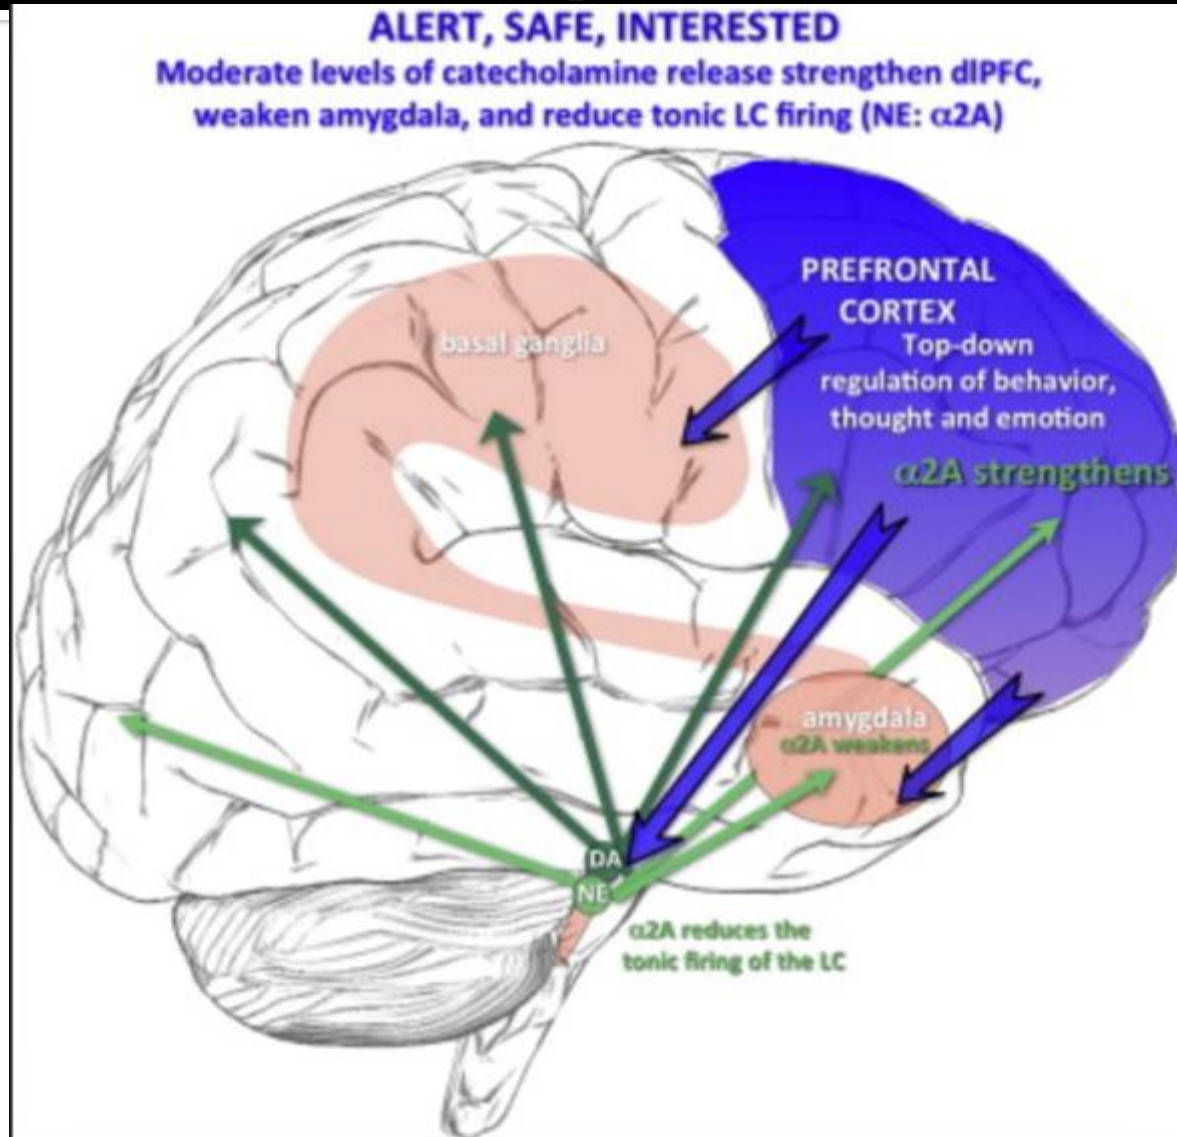 ALERT, SAFE, INTERESTED
Moderate levels of catecholamine release strengthen dlPFC,
weaken amygdala, and reduce tonic LC firing (NE: α2A)
PREFRONTAL
CORTEX
Top-down
regulation of behavior,
thought and emotion
α2A strengthens
basal ganglia
amygdala
α2A weakens
DA
NE
α2A reduces the
tonic firing of the LC